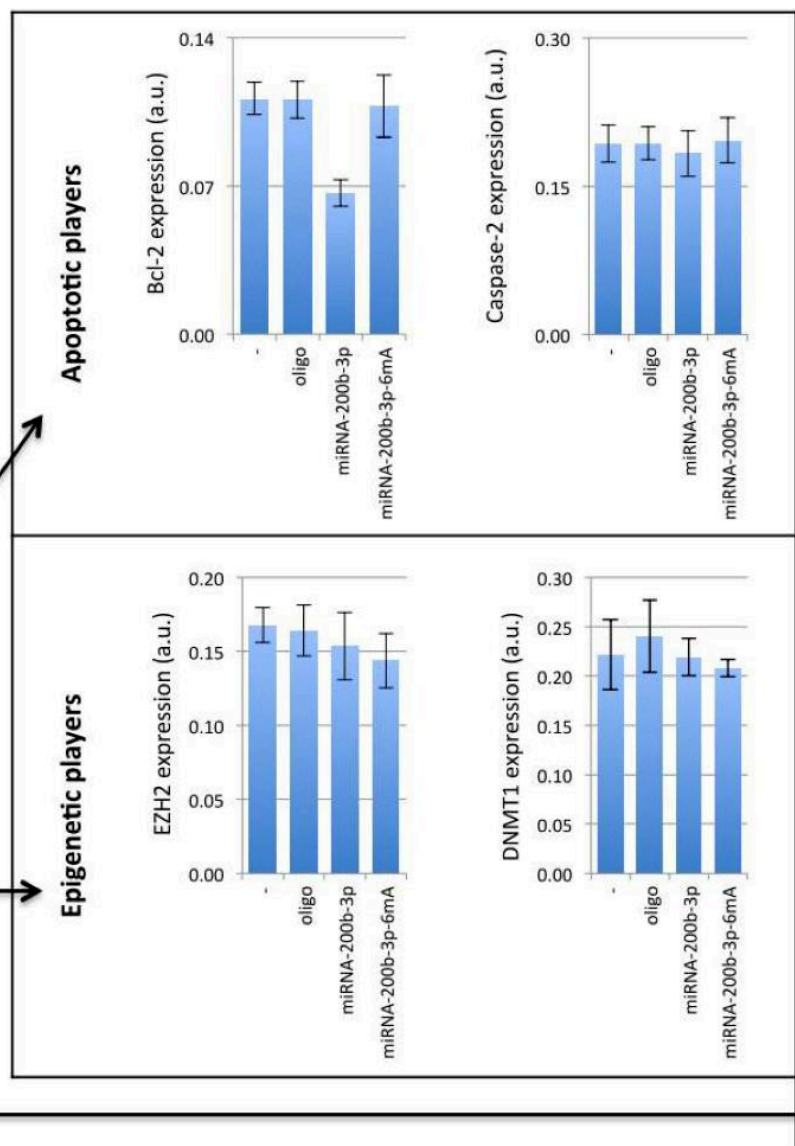 Apoptotic players
Bcl-2 expression (a.u.)
0.14
0.07
0.00
-
oligo
miRNA-200b-3p
miRNA-200b-3p-6mA
Caspase-2 expression (a.u.)
0.30
0.15
0.00
-
oligo
miRNA-200b-3p
miRNA-200b-3p-6mA
Epigenetic players
EZH2 expression (a.u.)
0.20
0.15
0.10
0.05
0.00
-
oligo
miRNA-200b-3p
miRNA-200b-3p-6mA
DNMT1 expression (a.u.)
0.30
0.25
0.20
0.15
0.10
0.05
0.00
-
oligo
miRNA-200b-3p
miRNA-200b-3p-6mA